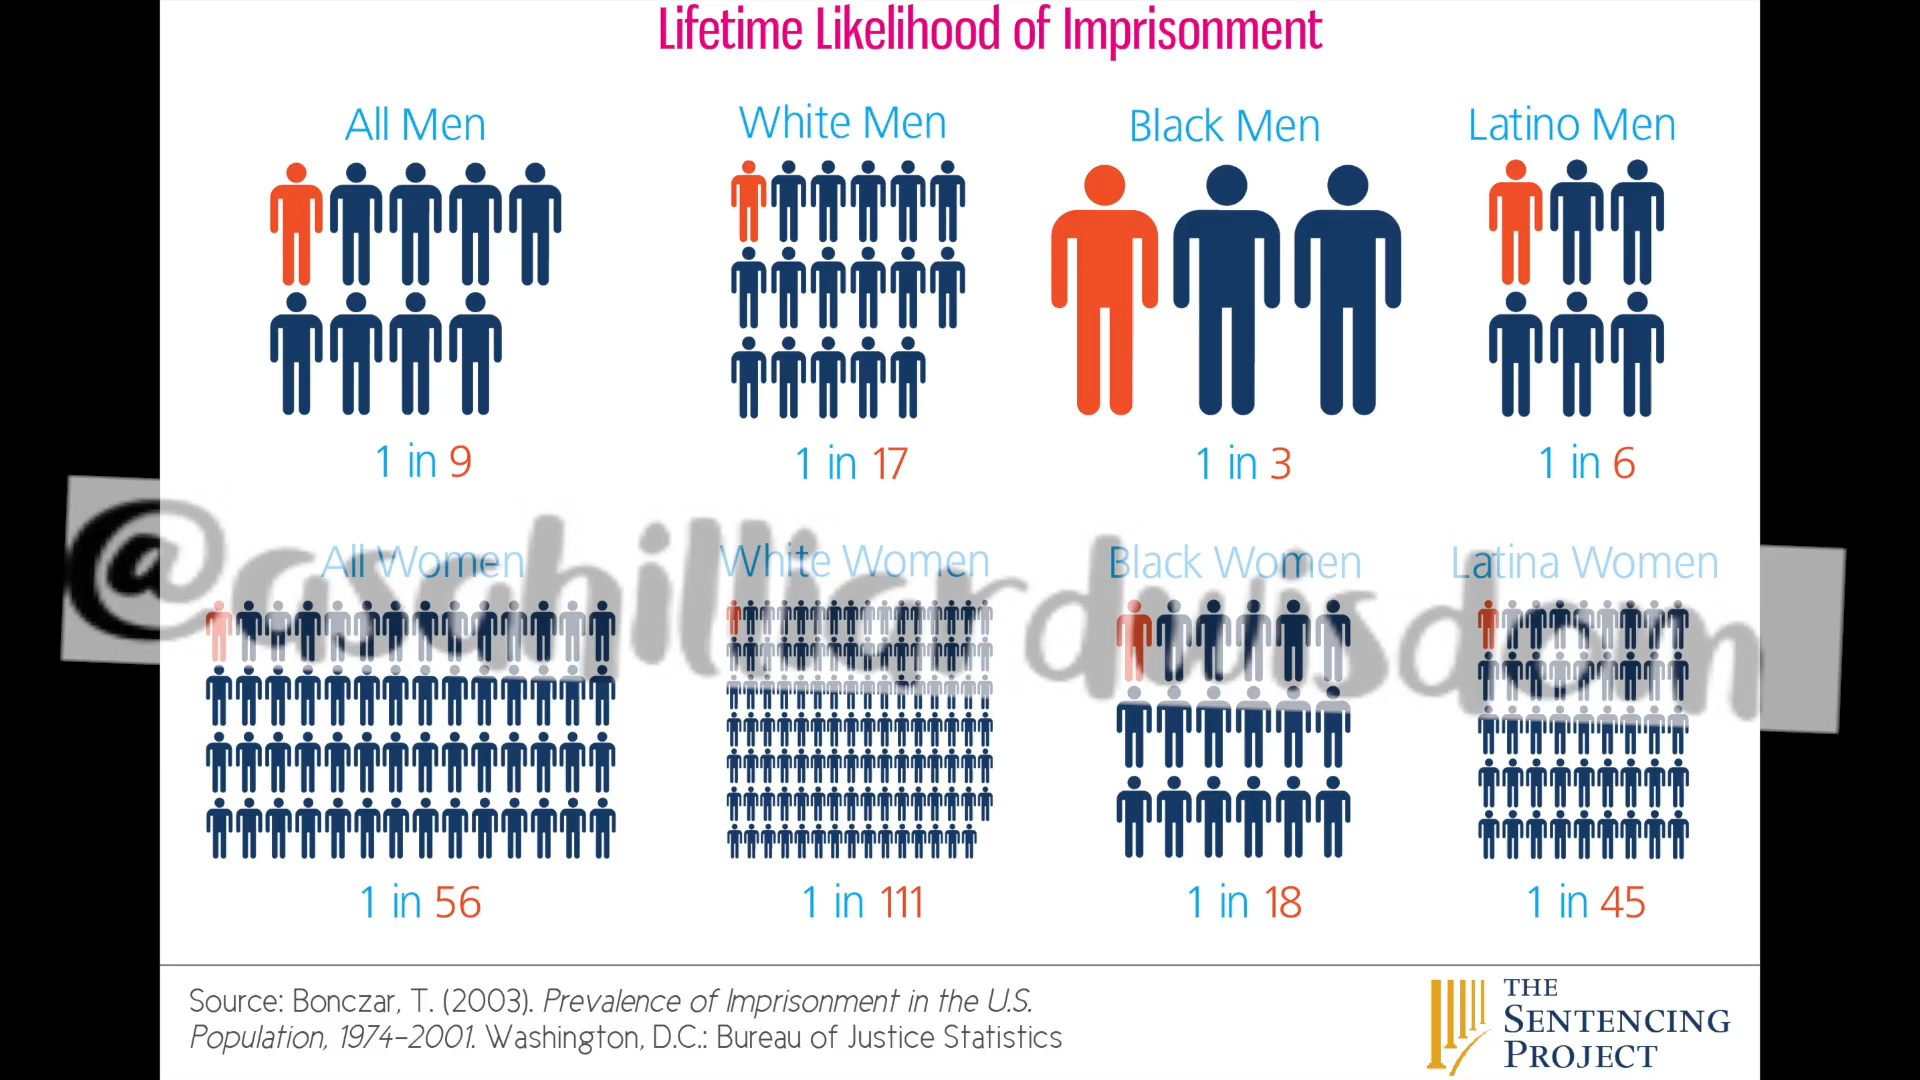 Lifetime Likelihood of Imprisonment
All Men
White Men
Black Men
Latino Men
1 in 9
1 in 17
1 in 3
1 in 6
@asahilliardwisdom
All Women
White Women
Black Women
Latina Women
1 in 56
1 in 111
1 in 18
1 in 45
Source: Bonczar, T. (2003). Prevalence of Imprisonment in the U.S.
Population, 1974–2001. Washington, D.C.: Bureau of Justice Statistics
THE
SENTENCING
PROJECT